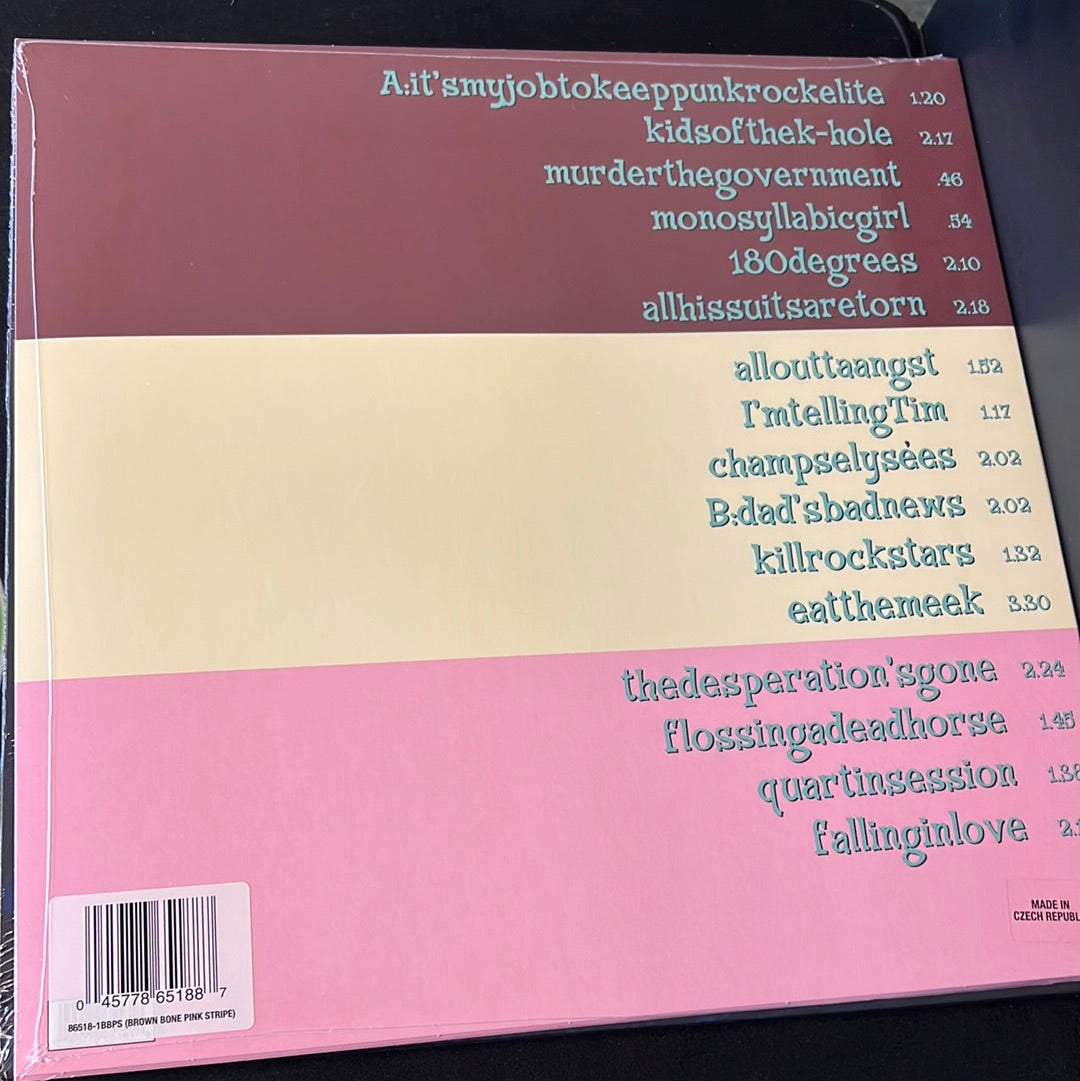 A:it'smyjobtokeeppunkrockelite 1.20
kidsofthek-hole 2.17
murderthegovernment .46
monosyllabicgirl .54
180degrees 2.10
allhissuitsaretorn 2.18
allouttaangst 1.52
I'mtellingTim 1.17
champselysées 2.02
B:dad'sbadnews 2.02
killrockstars 1.32
eatthemeek 3.30
thedesperation'sgone 2.24
flossingadeadhorse 1.45
quartinsession 1.38
fallinginlove
MADE IN
CZECH
0 45778 65188 7
86518-1BBPS (BROWN BONE PINK STRIPE)